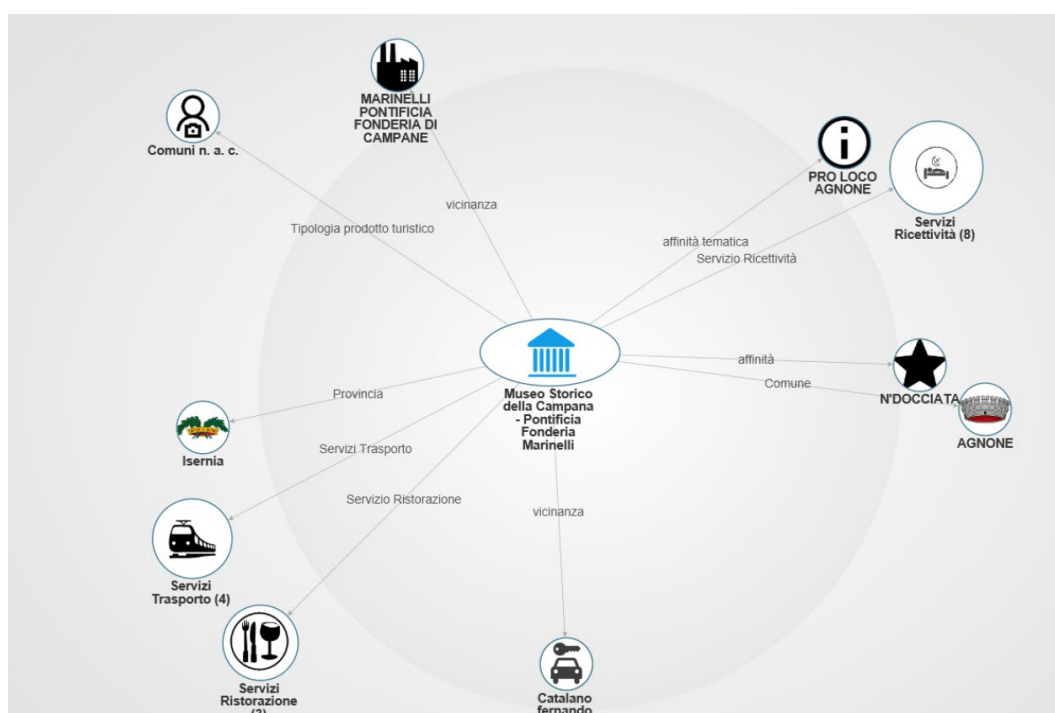 MARINELLI
PONTIFICIA
FONDERIA DI
CAMPANE
Comuni n. a. c.
PRO LOCO
AGNONE
Servizi
Ricettività (8)
vicinanza
Tipologia prodotto turistico
affinità tematica
Servizio Ricettività
affinità
Comune
N'DOCCIATA
AGNONE
Museo Storico
della Campana
- Pontificia
Fonderia
Marinelli
Provincia
Isernia
Servizi Trasporto
Servizio Ristorazione
vicinanza
Servizi
Trasporto (4)
Servizi
Ristorazione
Catalano
fernando